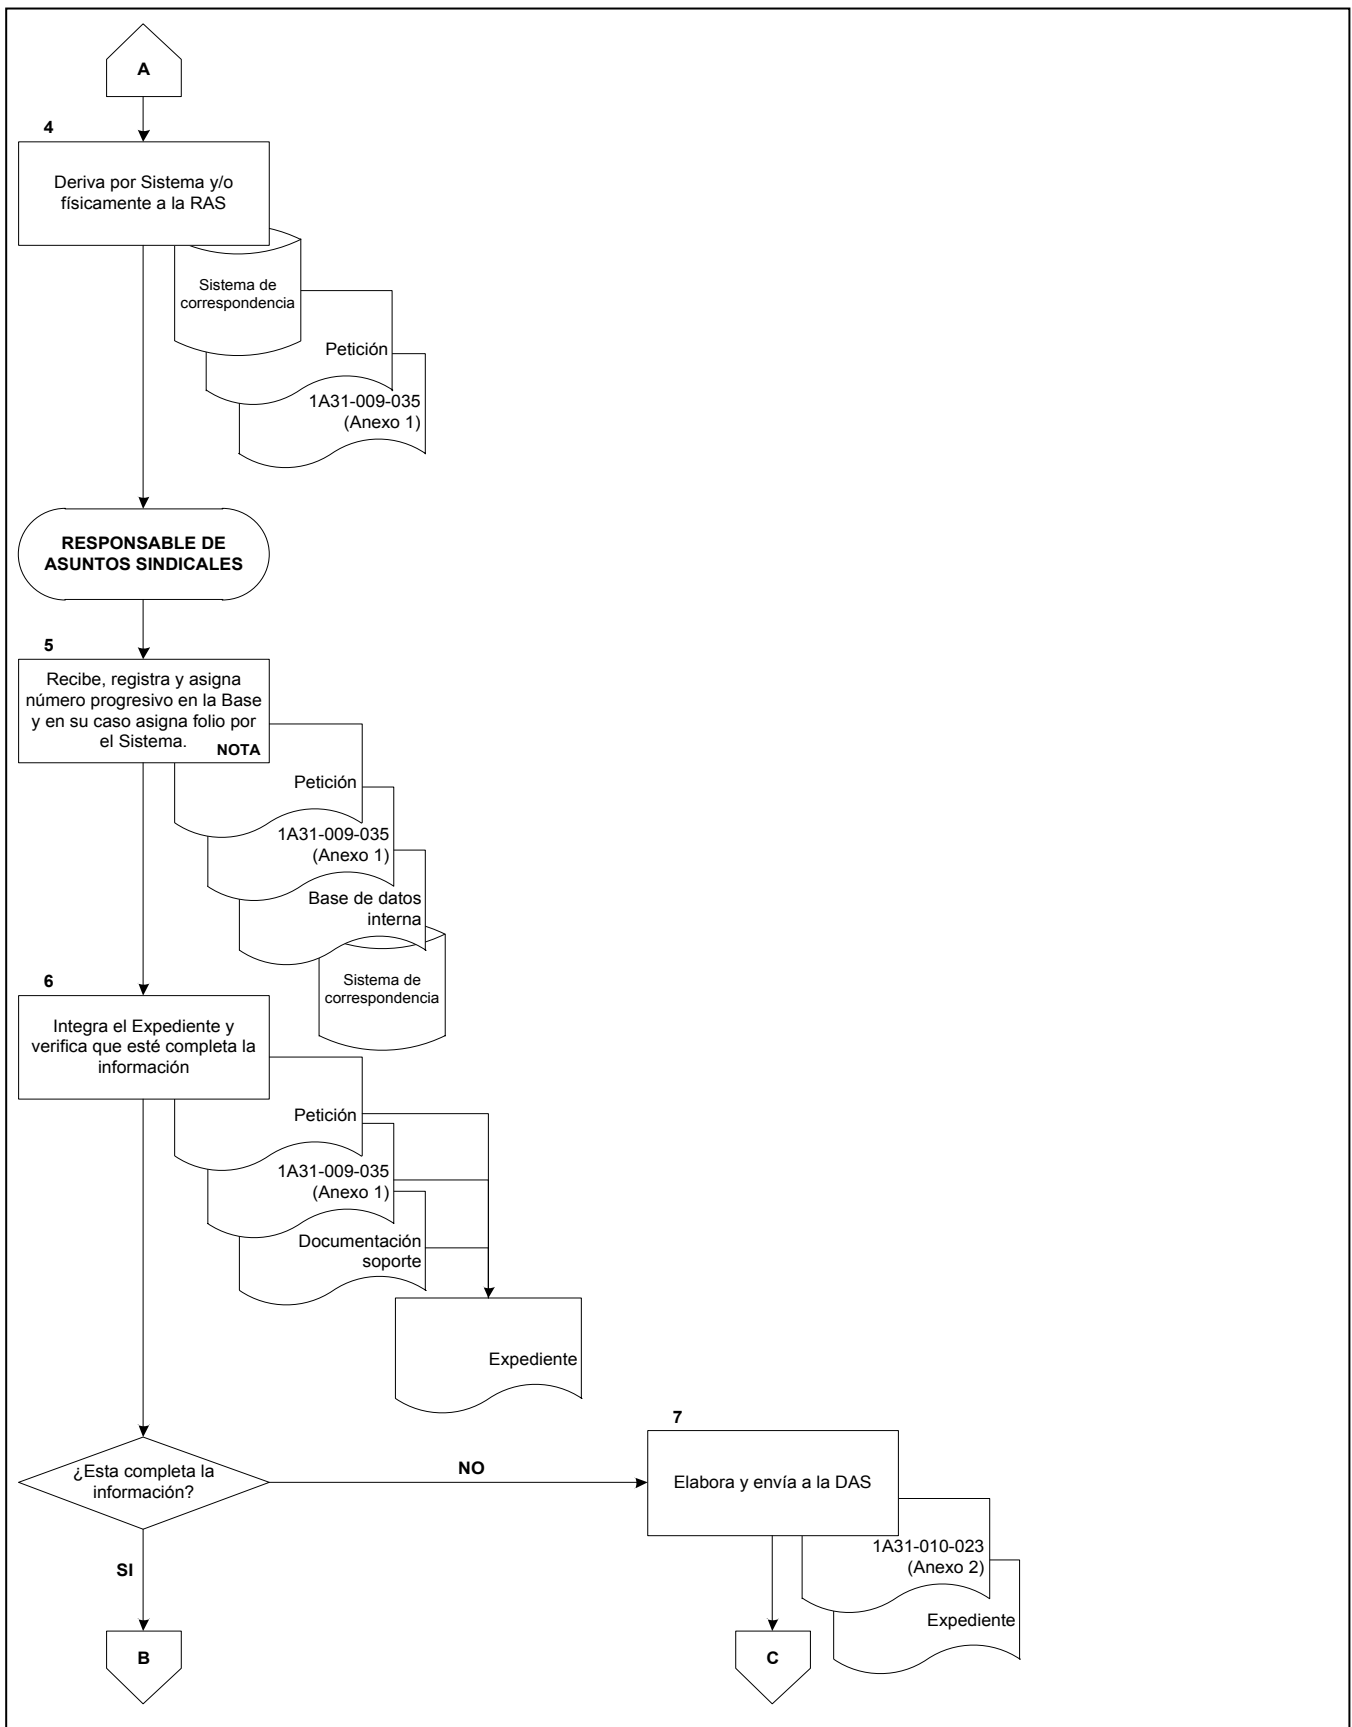 A
4
Deriva por Sistema y/o
físicamente a la RAS
Sistema de
correspondencia
Petición
1A31-009-035
(Anexo 1)
RESPONSABLE DE
ASUNTOS SINDICALES
5
Recibe, registra y asigna
número progresivo en la Base
y en su caso asigna folio por
el Sistema.
NOTA
Petición
1A31-009-035
(Anexo 1)
Base de datos
interna
Sistema de
correspondencia
6
Integra el Expediente y
verifica que esté completa la
información
Petición
1A31-009-035
(Anexo 1)
Documentación
soporte
Expediente
¿Esta completa la
información?
NO
7
Elabora y envía a la DAS
1A31-010-023
(Anexo 2)
Expediente
SI
B
C